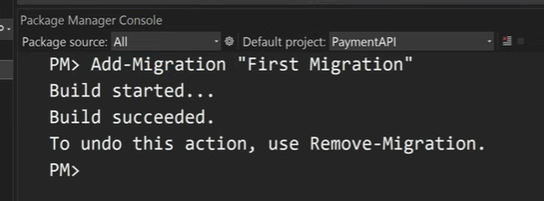 Package Manager Console
Package source: All Default project: PaymentAPI
PM> Add-Migration "First Migration"
Build started...
Build succeeded.
To undo this action, use Remove-Migration.
PM>